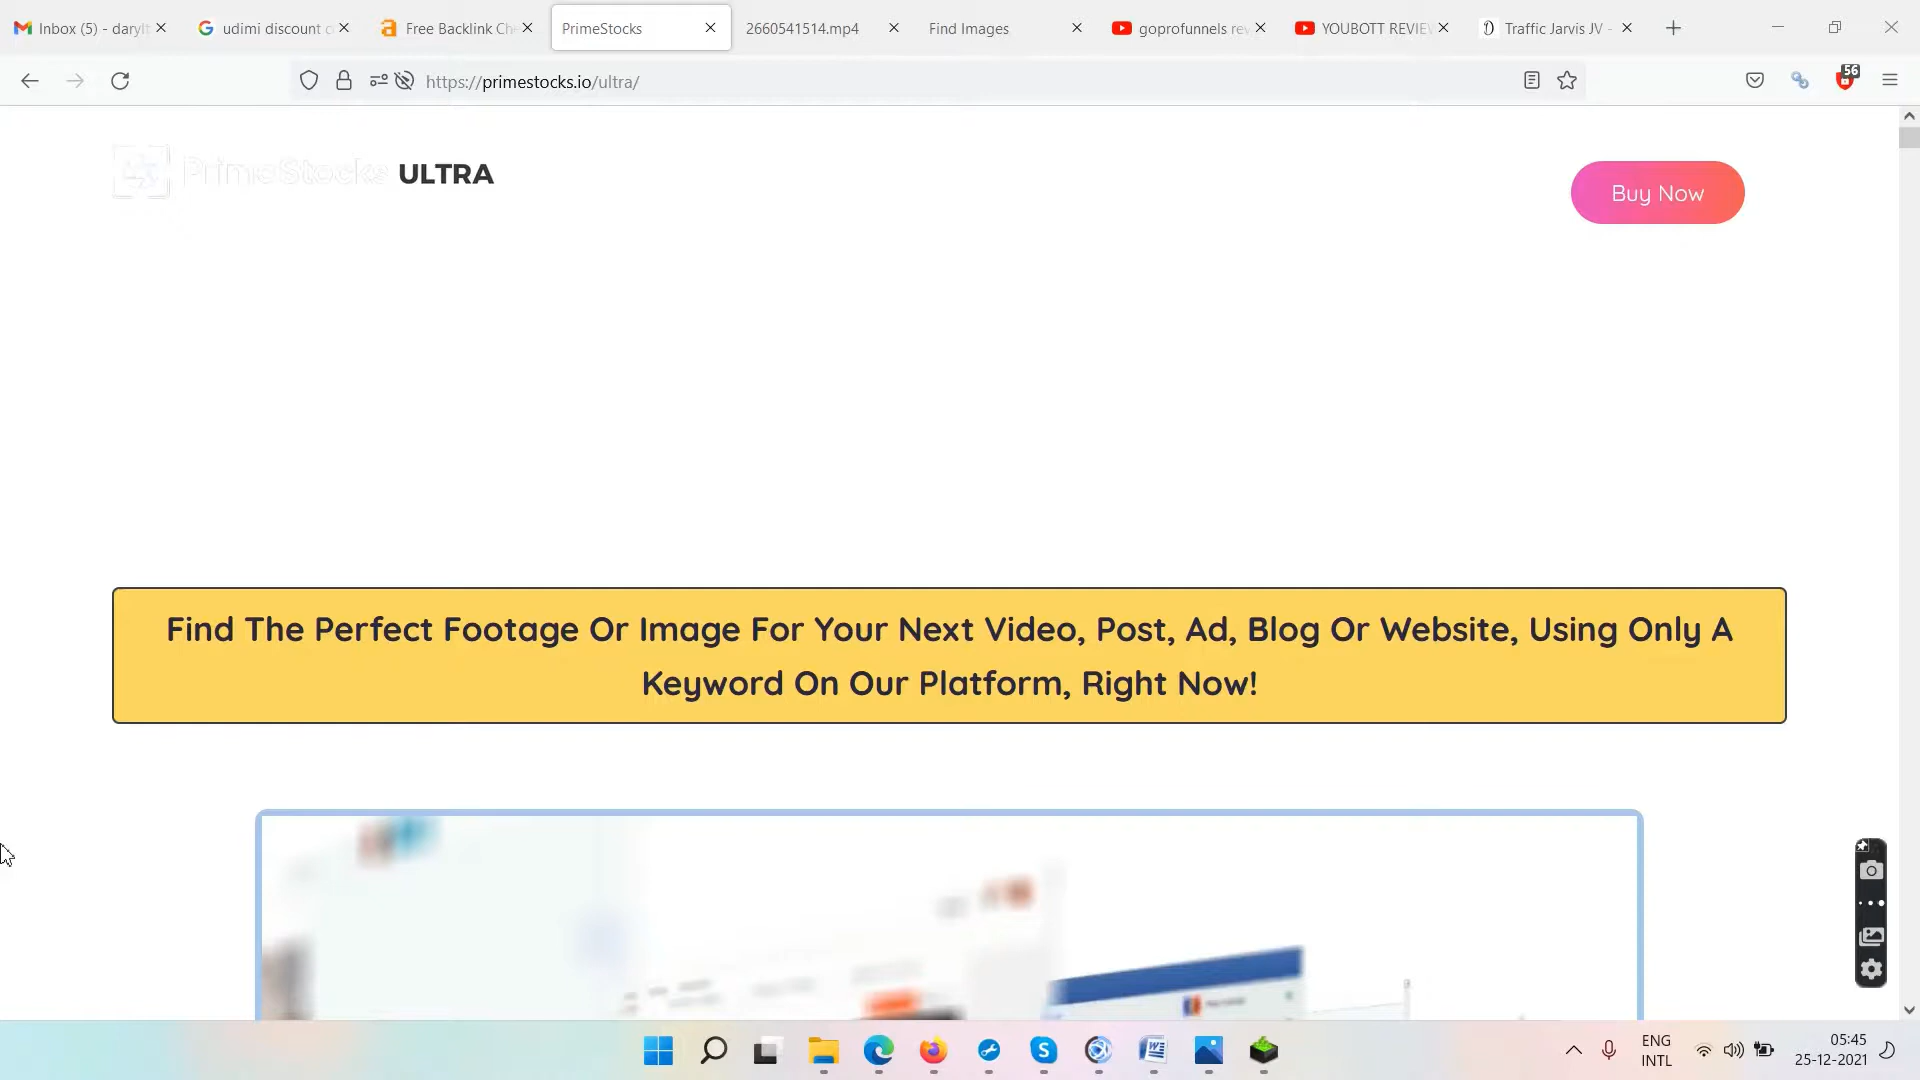 Inbox (5) - daryl
udimi discount c
Free Backlink Ch
PrimeStocks
2660541514.mp4
Find Images
goprofunnels rev
YOUBOTT REVIE
Traffic Jarvis JV -
https://primestocks.io/ultra/
56
PrimeStocks ULTRA
Buy Now
Find The Perfect Footage Or Image For Your Next Video, Post, Ad, Blog Or Website, Using Only A
Keyword On Our Platform, Right Now!
ENG
INTL
05:45
25-12-2021